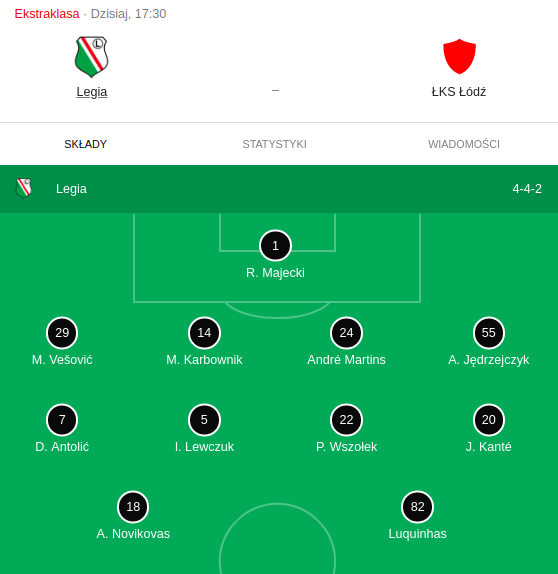 Ekstraklasa · Dzisiaj, 17:30
Legia
–
ŁKS Łódź
SKŁADY
STATYSTYKI
WIADOMOŚCI
Legia
4-4-2
1
R. Majecki
29
14
24
55
M. Vešović
M. Karbownik
André Martins
A. Jędrzejczyk
7
5
22
20
D. Antolić
I. Lewczuk
P. Wszołek
J. Kanté
18
82
A. Novikovas
Luquinhas